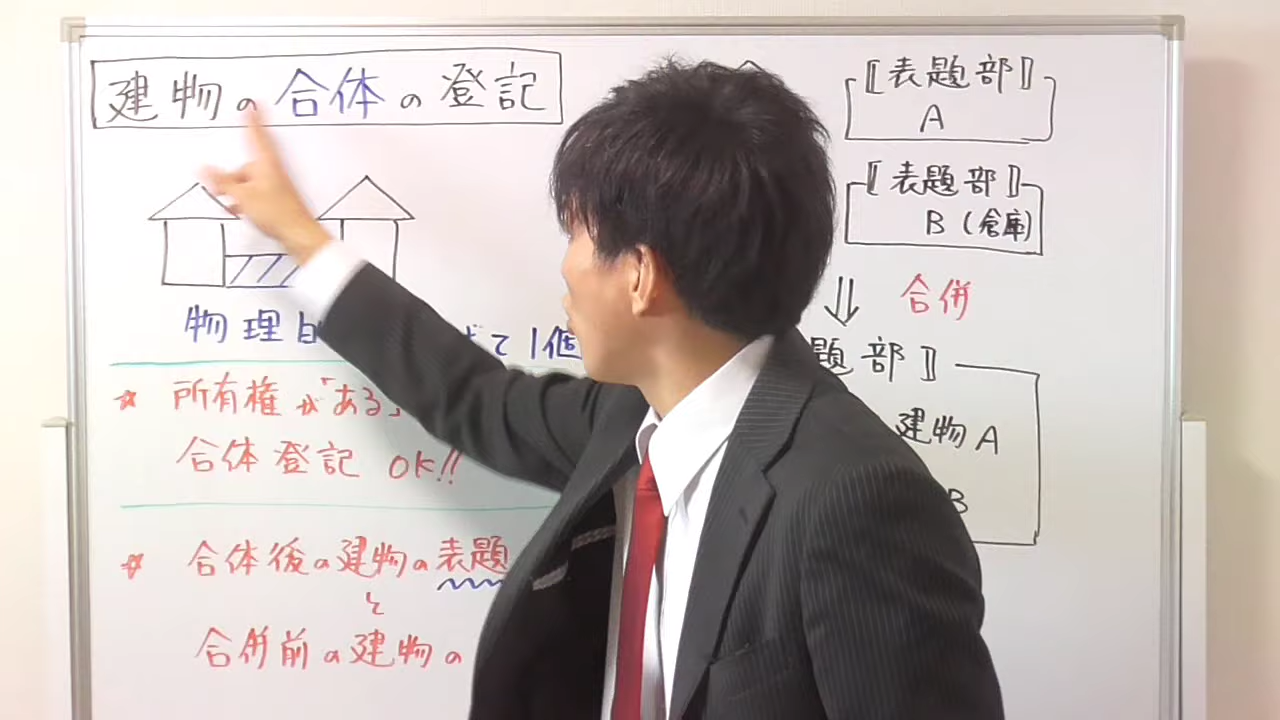 建物の合体の登記
物理
て1個
☆ 所有権が「ある」
合体登記 OK!!
☆ 合体後の建物の表題
と
合併前の建物の
〚表題部〛
A
〚表題部〛
B(倉庫)
⇓ 合併
題部〛
建物A
B